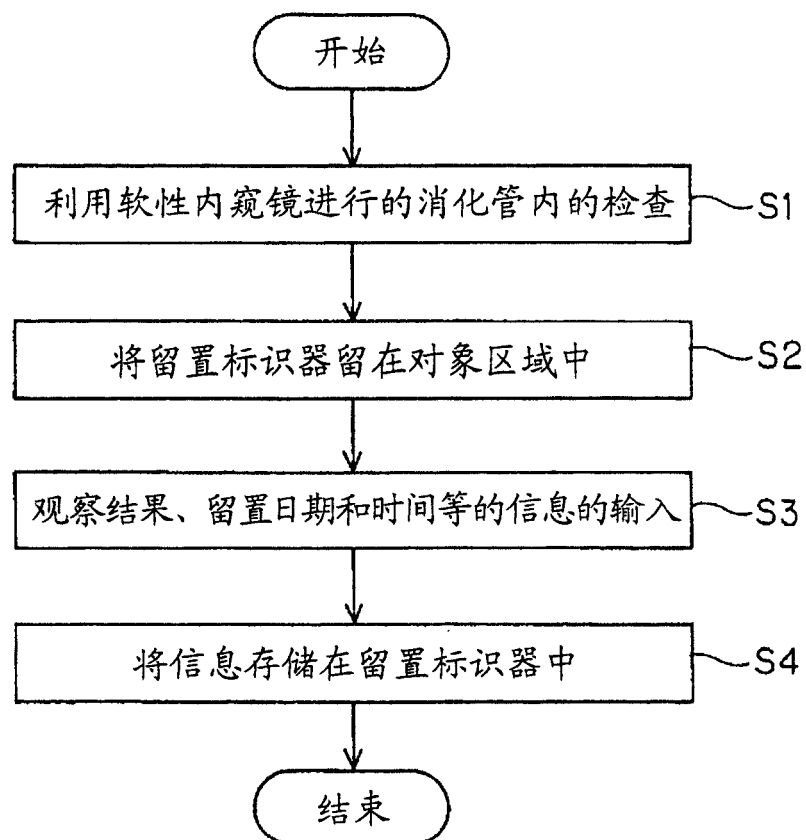 开始
利用软性内窥镜进行的消化管内的检查 S1
将留置标识器留在对象区域中 S2
观察结果、留置日期和时间等的信息的输入 S3
将信息存储在留置标识器中 S4
结束